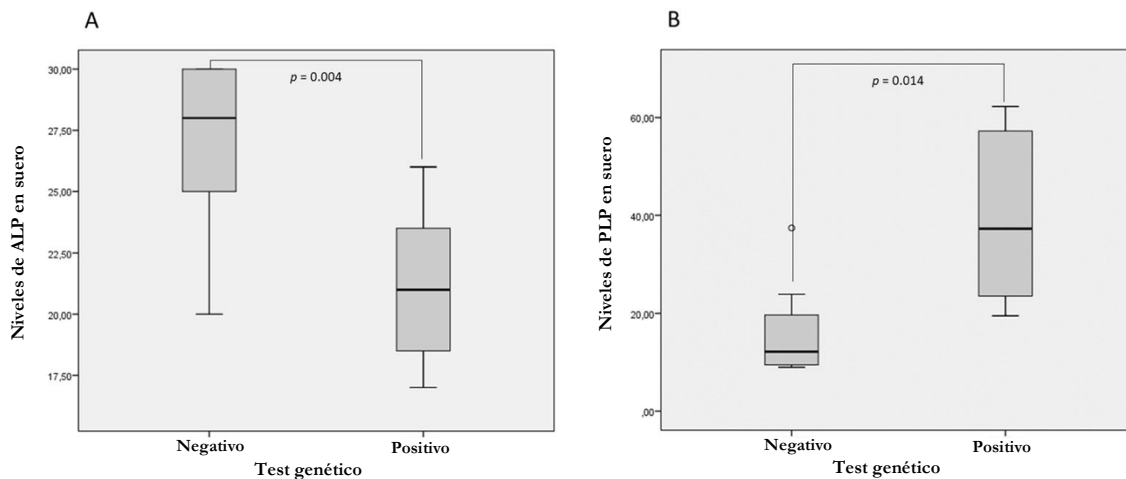 A
Niveles de ALP en suero
30,00
27,50
25,00
22,50
20,00
17,50
p = 0.004
Negativo
Positivo
Test genético
B
Niveles de PLP en suero
60,00
40,00
20,00
,00
p = 0.014
Negativo
Positivo
Test genético